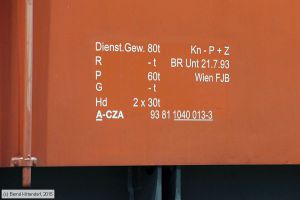 Dienst.Gew. 80t Kn - P + Z
R - t BR Unt 21.7.93
P 60t Wien FJB
G - t
Hd 2 x 30t
A-CZA 93 81 1040 013-3
(c) Bernd Hittendorf, 2015